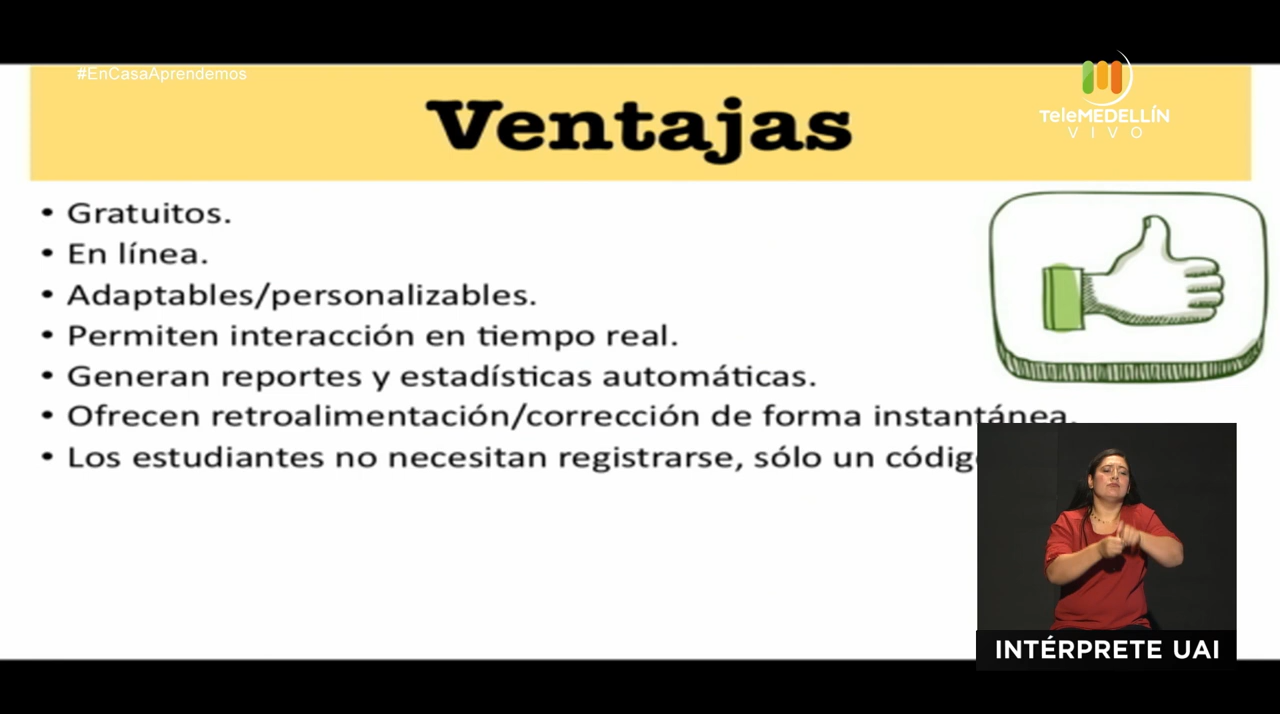 #EnCasaAprendemos
TeleMEDELLÍN
VIVO
Ventajas
• Gratuitos.
• En línea.
• Adaptables/personalizables.
• Permiten interacción en tiempo real.
• Generan reportes y estadísticas automáticas.
• Ofrecen retroalimentación/corrección de forma instantánea.
• Los estudiantes no necesitan registrarse, sólo un
INTÉRPRETE UAI